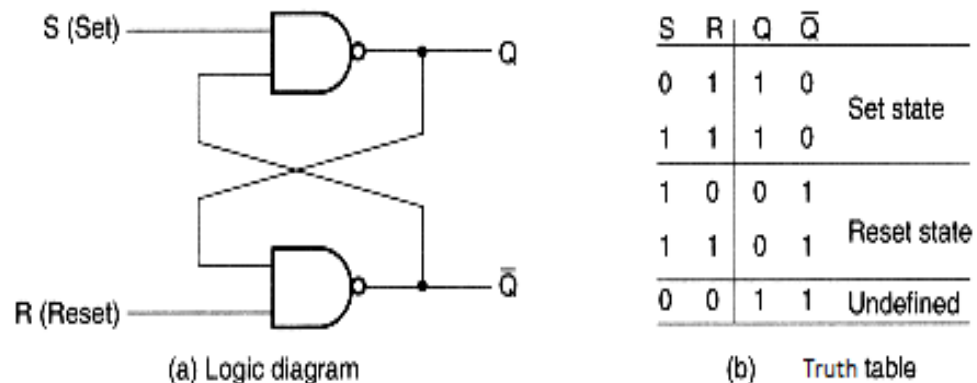 S (Set)
Q
Q̅
R (Reset)
(a) Logic diagram
S R Q Q̅
0 1 1 0
Set state
1 1 1 0
1 0 0 1
Reset state
1 1 0 1
0 0 1 1 Undefined
(b) Truth table